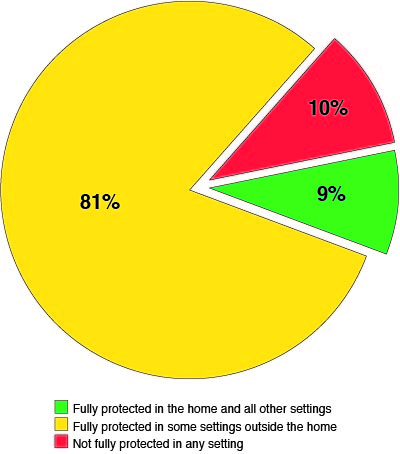 10%
81%
9%
Fully protected in the home and all other settings
Fully protected in some settings outside the home
Not fully protected in any setting